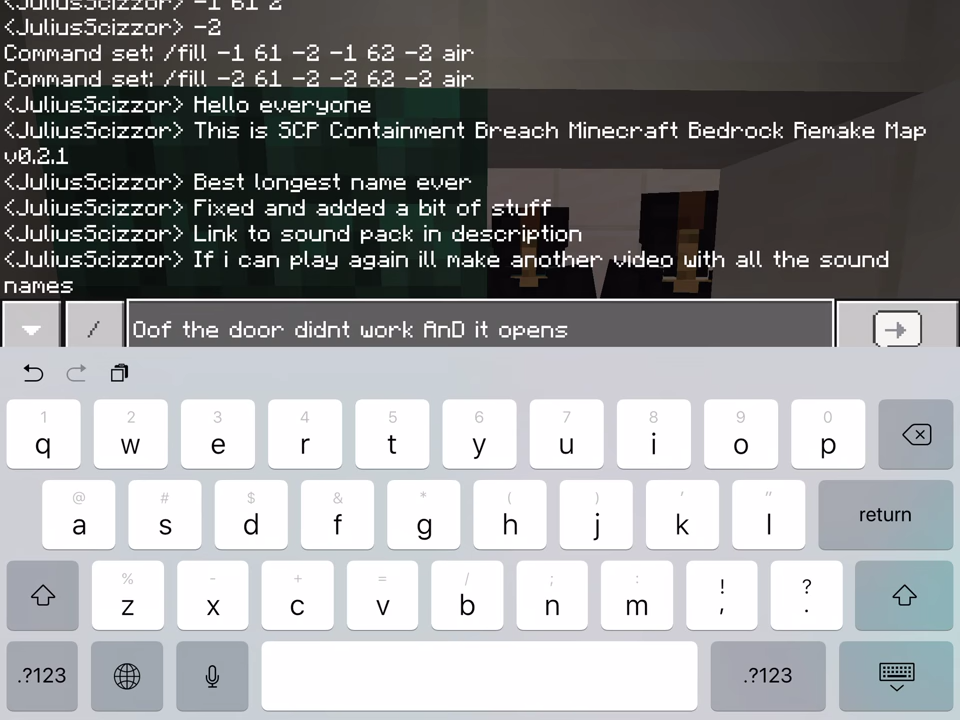 <JuliusScizzor> -1 61 2
<JuliusScizzor> -2
Command set: /fill -1 61 -2 -1 62 -2 air
Command set: /fill -2 61 -2 -2 62 -2 air
<JuliusScizzor> Hello everyone
<JuliusScizzor> This is SCP Containment Breach Minecraft Bedrock Remake Map
v0.2.1
<JuliusScizzor> Best longest name ever
<JuliusScizzor> Fixed and added a bit of stuff
<JuliusScizzor> Link to sound pack in description
<JuliusScizzor> If i can play again ill make another video with all the sound
names
/ Oof the door didnt work AnD it opens
1 2 3 4 5 6 7 8 9 0
q w e r t y u i o p
@ # $ & * ( ) ' "
a s d f g h j k l return
% - + = / ; : ! ?
z x c v b n m , .
.?123 .?123